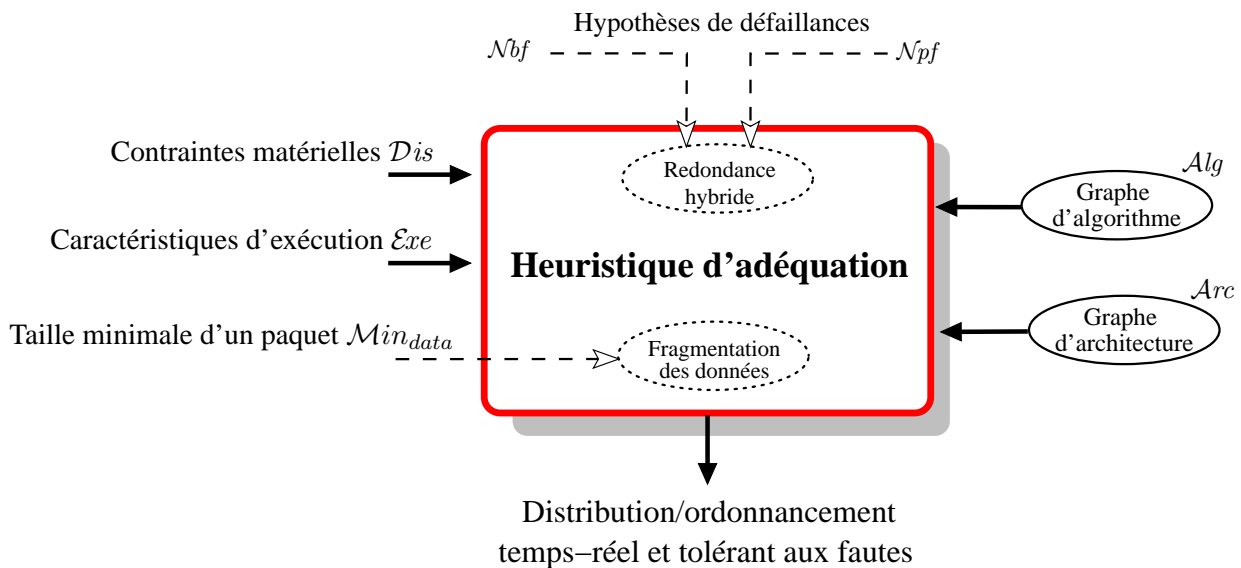 Hypothèses de défaillances
𝒩bf
𝒩pf
Contraintes matérielles 𝒟is
Redondance
hybride
𝒜lg
Graphe
d'algorithme
Caractéristiques d'exécution ℰxe
Heuristique d'adéquation
𝒜rc
Graphe
d'architecture
Taille minimale d'un paquet ℳin_data
Fragmentation
des données
Distribution/ordonnancement
temps–réel et tolérant aux fautes